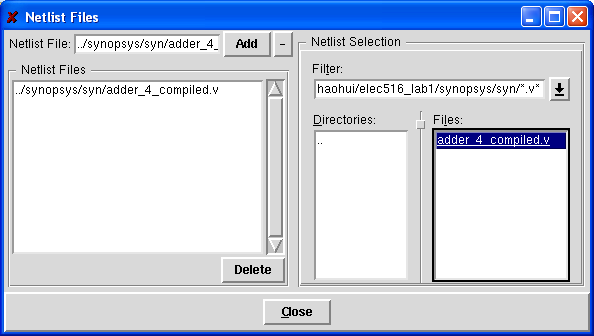 Netlist Files
Netlist File: ../synopsys/syn/adder_4_ Add -
Netlist Files
../synopsys/syn/adder_4_compiled.v
Delete
Netlist Selection
Filter:
haohui/elec516_lab1/synopsys/syn/*.v*
Directories:
..
Files:
adder_4_compiled.v
Close